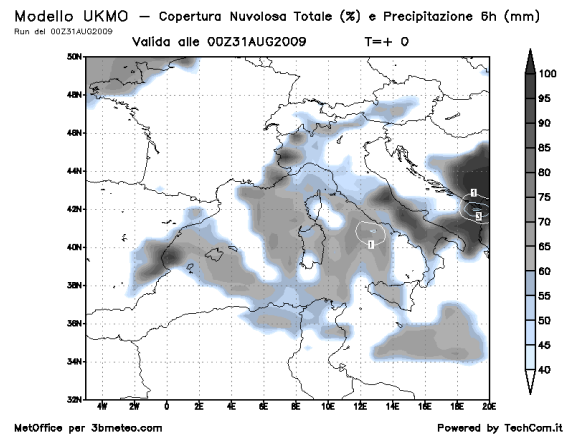 Modello UKMO – Copertura Nuvolosa Totale (%) e Precipitazione 6h (mm)
Run del 00Z31AUG2009
Valida alle 00Z31AUG2009 T=+ 0
50N
48N
46N
44N
42N
40N
38N
36N
34N
32N
4W 2W 0 2E 4E 6E 8E 10E 12E 14E 16E 18E 20E
100
95
90
85
80
75
70
65
60
55
50
45
40
1
3
1
MetOffice per 3bmeteo.com
Powered by TechCom.it